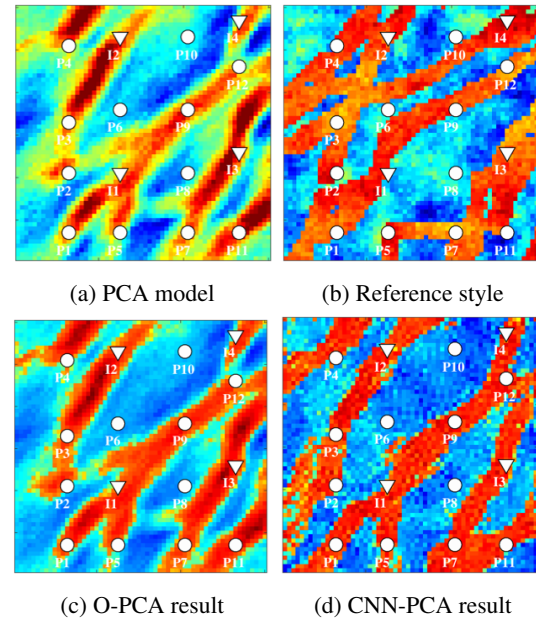 I4
P4 I2 P10
P12
P3 P6 P9
P2 I1 P8 I3
P1 P5 P7 P11
(a) PCA model
I4
P4 I2 P10
P12
P3 P6 P9
P2 I1 P8 I3
P1 P5 P7 P11
(b) Reference style
I4
P4 I2 P10
P12
P3 P6 P9
P2 I1 P8 I3
P1 P5 P7 P11
(c) O-PCA result
I4
P4 I2 P10
P12
P3 P6 P9
P2 I1 P8 I3
P1 P5 P7 P11
(d) CNN-PCA result